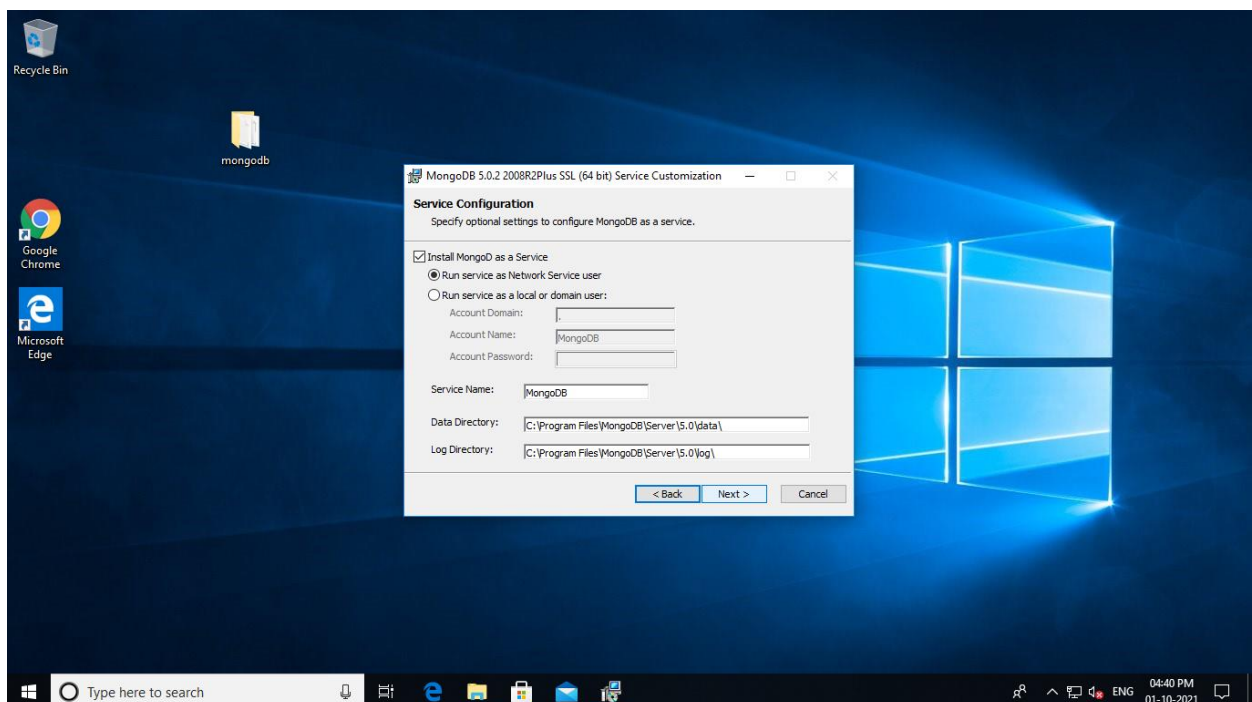 Recycle Bin
mongodb
Google
Chrome
Microsoft
Edge
MongoDB 5.0.2 2008R2Plus SSL (64 bit) Service Customization
Service Configuration
Specify optional settings to configure MongoDB as a service.
Install MongoD as a Service
Run service as Network Service user
Run service as a local or domain user:
Account Domain: .
Account Name: MongoDB
Account Password:
Service Name: MongoDB
Data Directory: C:\Program Files\MongoDB\Server\5.0\data\
Log Directory: C:\Program Files\MongoDB\Server\5.0\log\
< Back Next > Cancel
Type here to search
ENG
04:40 PM
01-10-2021